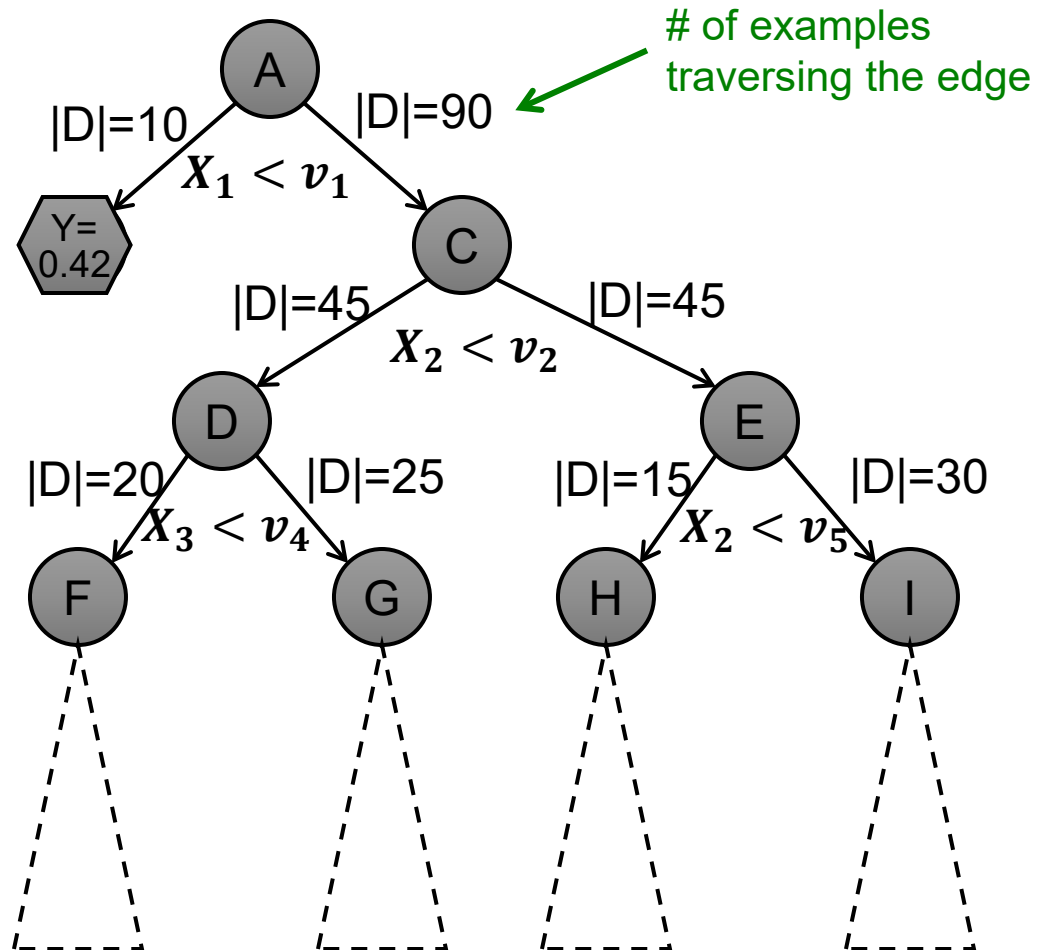 # of examples
traversing the edge
A
|D|=10
|D|=90
X₁ < v₁
Y=
0.42
C
|D|=45
|D|=45
X₂ < v₂
D
E
|D|=20
|D|=25
|D|=15
|D|=30
X₃ < v₄
X₂ < v₅
F
G
H
I